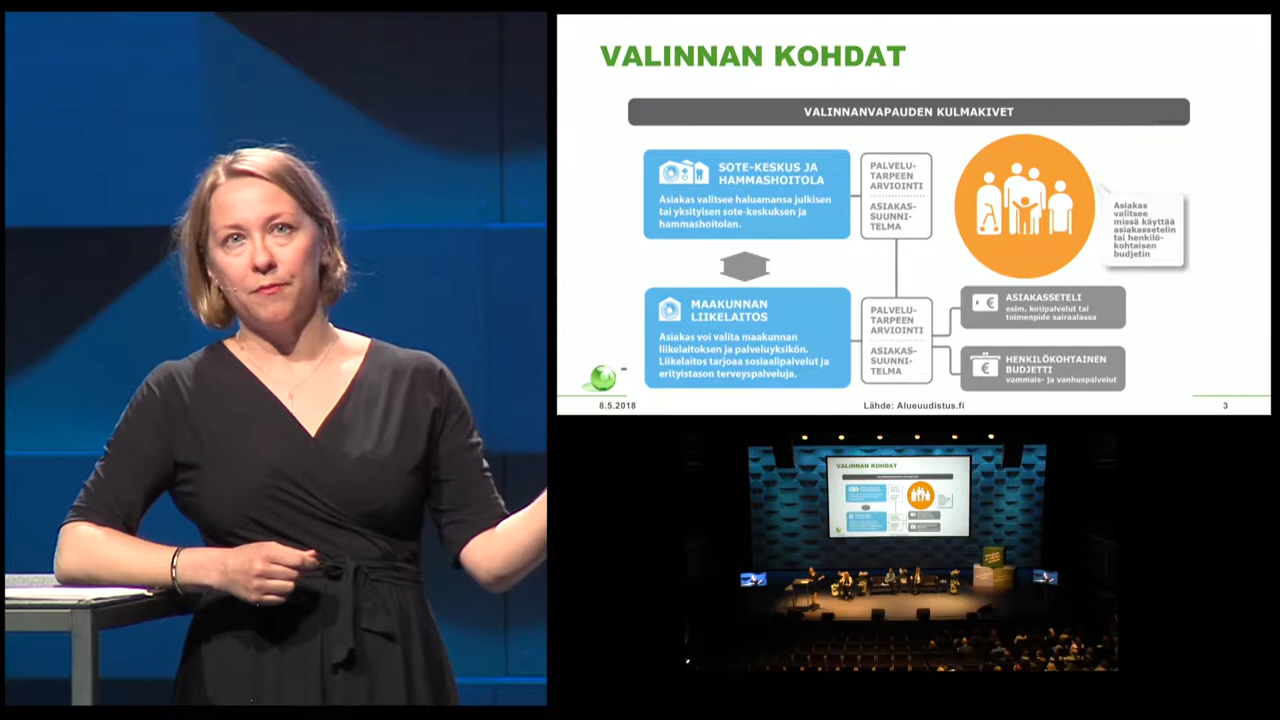 VALINNAN KOHDAT
VALINNANVAPAUDEN KULMAKIVET
SOTE-KESKUS JA
HAMMASHOITOLA
Asiakas valitsee haluamansa julkisen
tai yksityisen sote-keskuksen ja
hammashoitolan.
PALVELU-
TARPEEN
ARVIOINTI
ASIAKAS-
SUUNNI-
TELMA
Asiakas
valitsee
missä käyttää
asiakassetelin
tai henkilö-
kohtaisen
budjetin
MAAKUNNAN
LIIKELAITOS
Asiakas voi valita maakunnan
liikelaitoksen ja palveluyksikön.
Liikelaitos tarjoaa sosiaalipalvelut ja
erityistason terveyspalveluja.
PALVELU-
TARPEEN
ARVIOINTI
ASIAKAS-
SUUNNI-
TELMA
€
ASIAKASSETELI
esim. kotipalvelut tai
toimenpide sairaalassa
€
HENKILÖKOHTAINEN
BUDJETTI
vammais- ja vanhuspalvelut
8.5.2018
Lähde: Alueuudistus.fi
3
VALINNAN KOHDAT